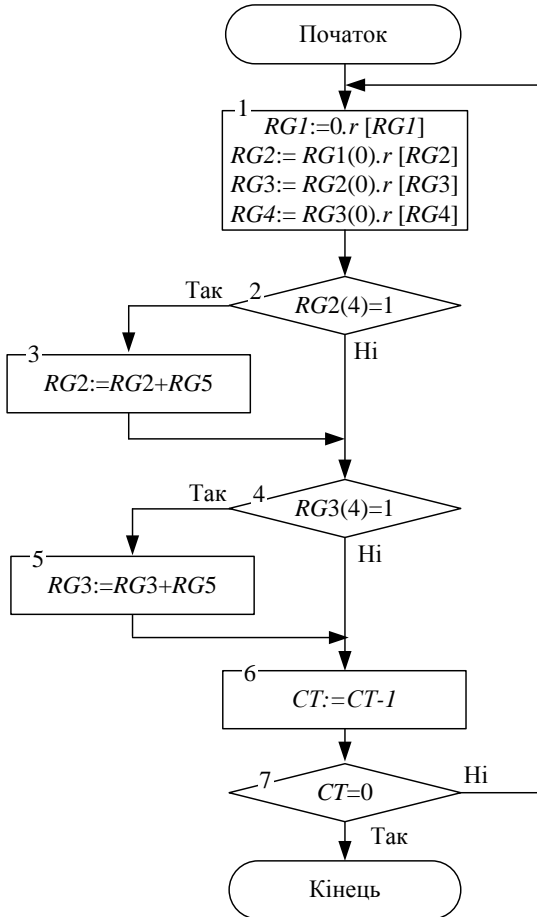 Початок
1
RG1:=0.r [RG1]
RG2:= RG1(0).r [RG2]
RG3:= RG2(0).r [RG3]
RG4:= RG3(0).r [RG4]
Так
2
RG2(4)=1
Ні
3
RG2:=RG2+RG5
Так
4
RG3(4)=1
Ні
5
RG3:=RG3+RG5
6
CT:=CT-1
7
CT=0
Ні
Так
Кінець